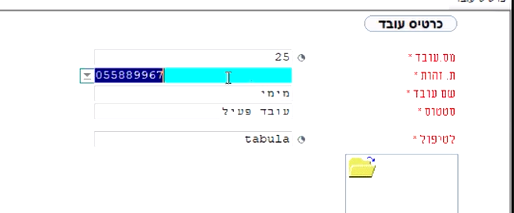 כרטיס עובד
מס.עובד * 25
ת. זהות * 055889967
שם עובד * מימי
סטטוס * עובד פעיל
לטיפול * tabula